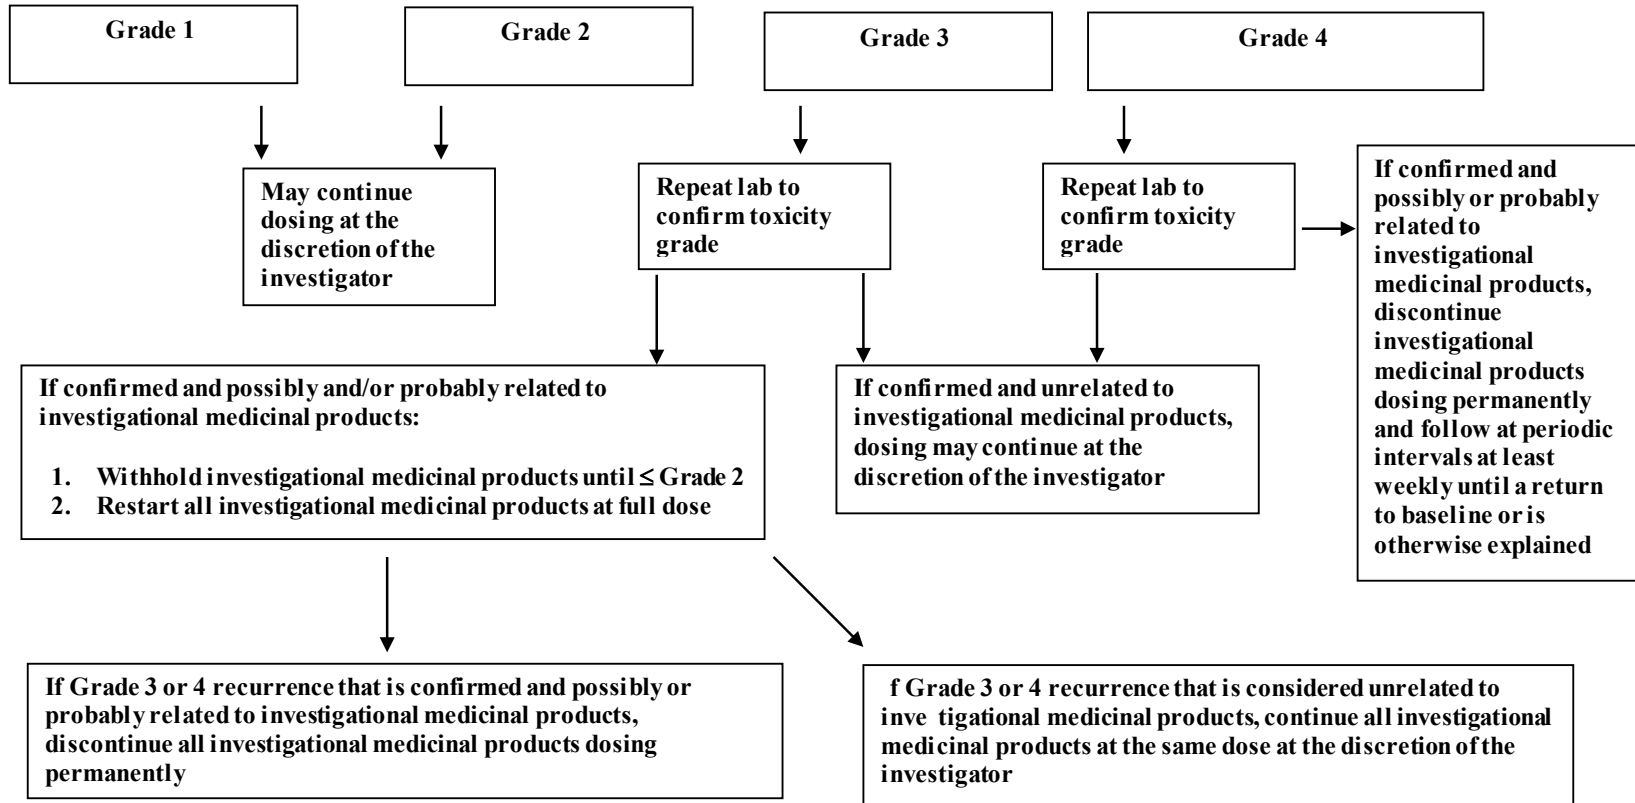 Grade 1
Grade 2
Grade 3
Grade 4
May continue
dosing at the
discretion of the
investigator
Repeat lab to
confirm toxicity
grade
Repeat lab to
confirm toxicity
grade
If confirmed and
possibly or probably
related to
investigational
medicinal products,
discontinue
investigational
medicinal products
dosing permanently
and follow at periodic
intervals at least
weekly until a return
to baseline or is
otherwise explained
If confirmed and possibly and/or probably related to
investigational medicinal products:
1. Withhold investigational medicinal products until ≤ Grade 2
2. Restart all investigational medicinal products at full dose
If confirmed and unrelated to
investigational medicinal products,
dosing may continue at the
discretion of the investigator
If Grade 3 or 4 recurrence that is confirmed and possibly or
probably related to investigational medicinal products,
discontinue all investigational medicinal products dosing
permanently
f Grade 3 or 4 recurrence that is considered unrelated to
inve tigational medicinal products, continue all investigational
medicinal products at the same dose at the discretion of the
investigator